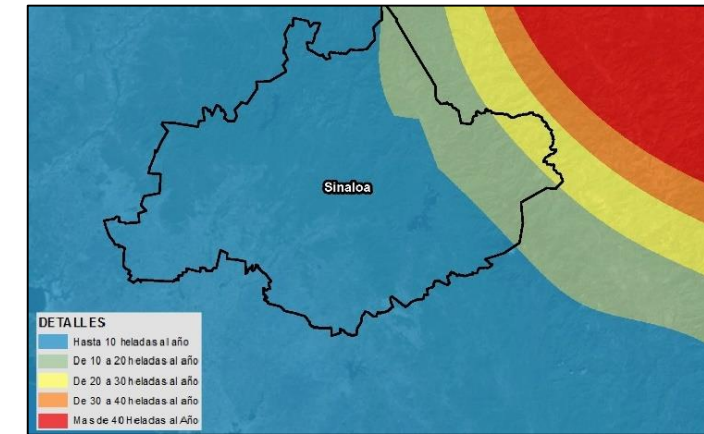 Sinaloa
DETALLES
Hasta 10 heladas al año
De 10 a 20 heladas al año
De 20 a 30 heladas al año
De 30 a 40 heladas al año
Mas de 40 Heladas al Año